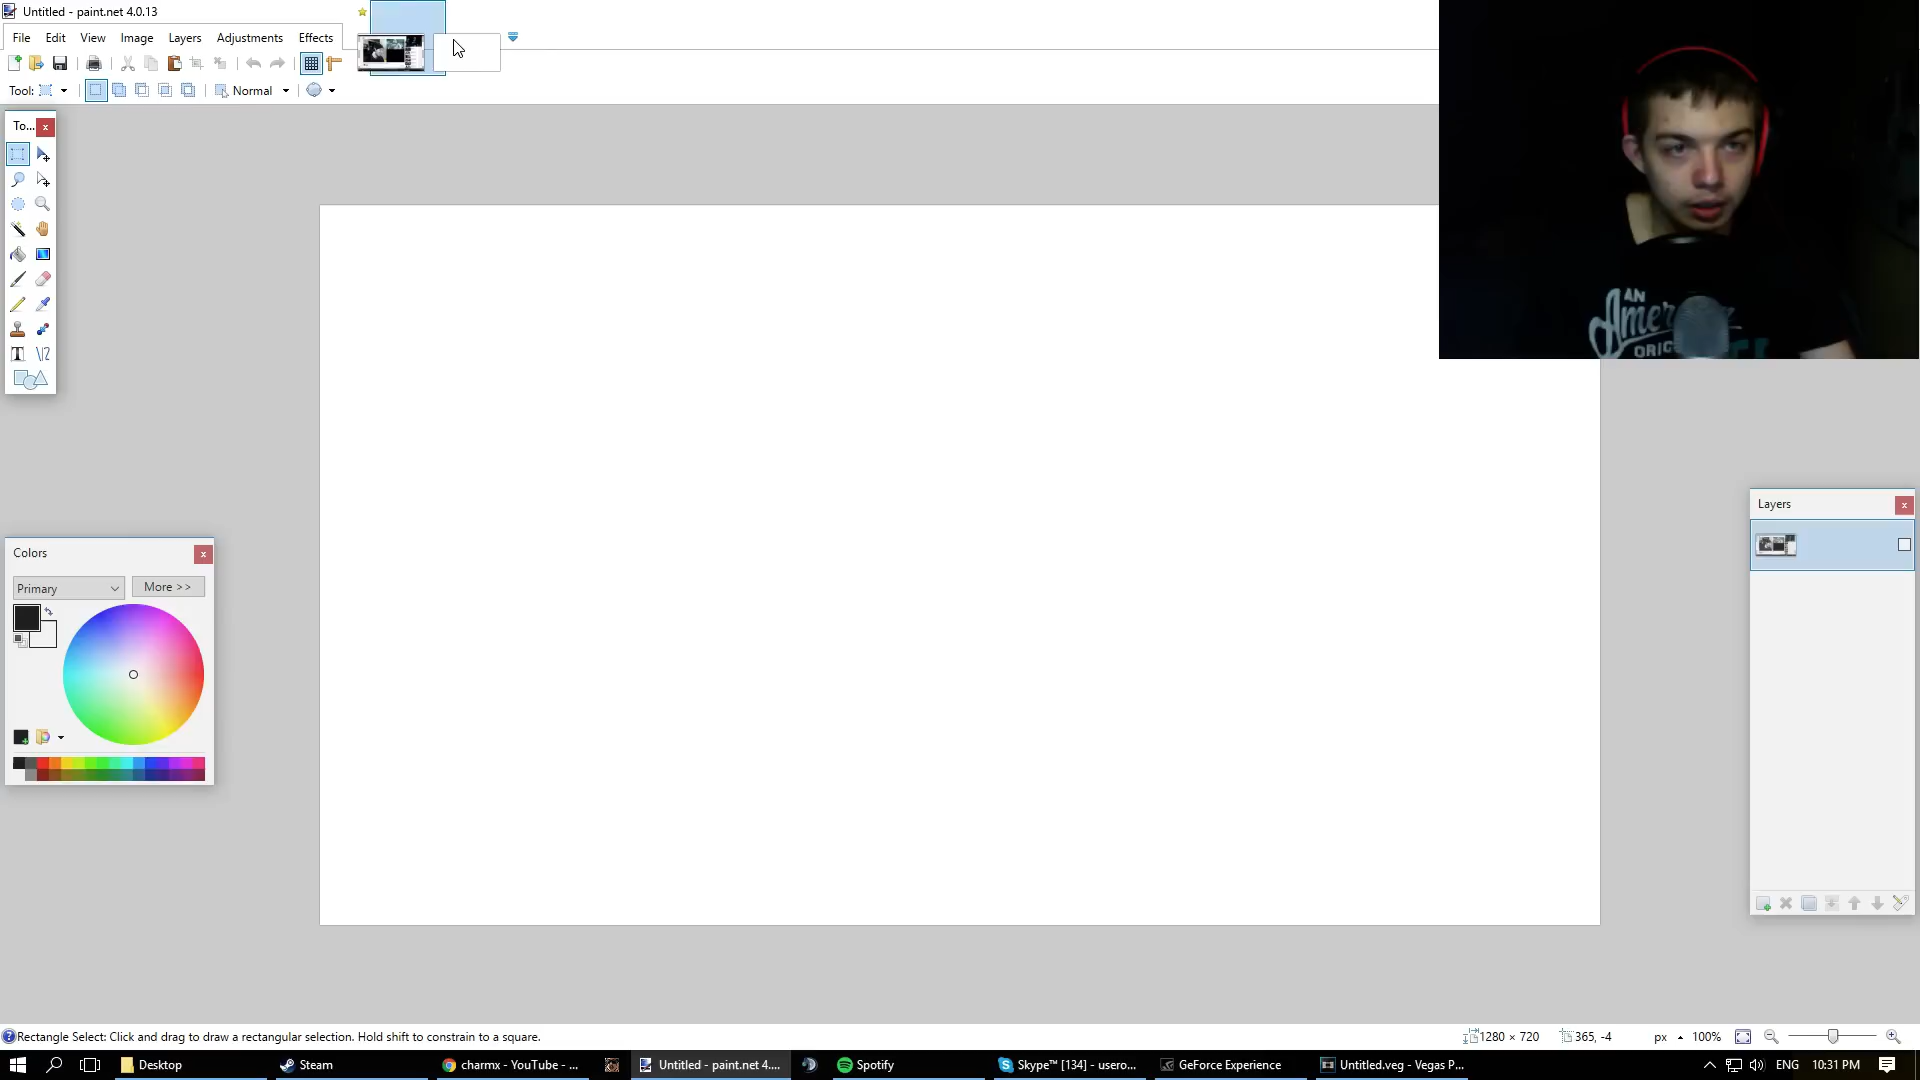 Untitled - paint.net 4.0.13
File Edit View Image Layers Adjustments Effects
Tool: Normal
To...
Colors
Primary More >>
Layers
AN
ORIG
Rectangle Select: Click and drag to draw a rectangular selection. Hold shift to constrain to a square.
1280 × 720 365, -4 px 100%
Desktop Steam charmx - YouTube - ... Untitled - paint.net 4.... Spotify Skype™ [134] - usero... GeForce Experience Untitled.veg - Vegas P... ENG 10:31 PM